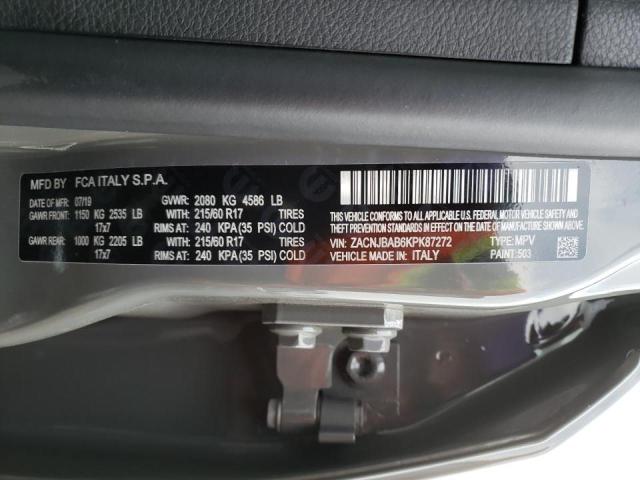 MFD BY FCA ITALY S.P.A.
DATE OF MFR: 07/19 GVWR: 2080 KG 4586 LB
GAWR FRONT: 1150 KG 2535 LB WITH: 215/60 R17 TIRES
17x7 RIMS AT: 240 KPA (35 PSI) COLD
GAWR REAR: 1000 KG 2205 LB WITH: 215/60 R17 TIRES
17x7 RIMS AT: 240 KPA (35 PSI) COLD
THIS VEHICLE CONFORMS TO ALL APPLICABLE
U.S.A. FEDERAL MOTOR VEHICLE SAFETY, BUMPER AND
THEFT PREVENTION STANDARDS IN EFFECT ON THE DATE OF
MANUFACTURE SHOWN ABOVE.
VIN: ZACNJBAB6KPK87272 TYPE: MPV
VEHICLE MADE IN: ITALY PAINT: 503